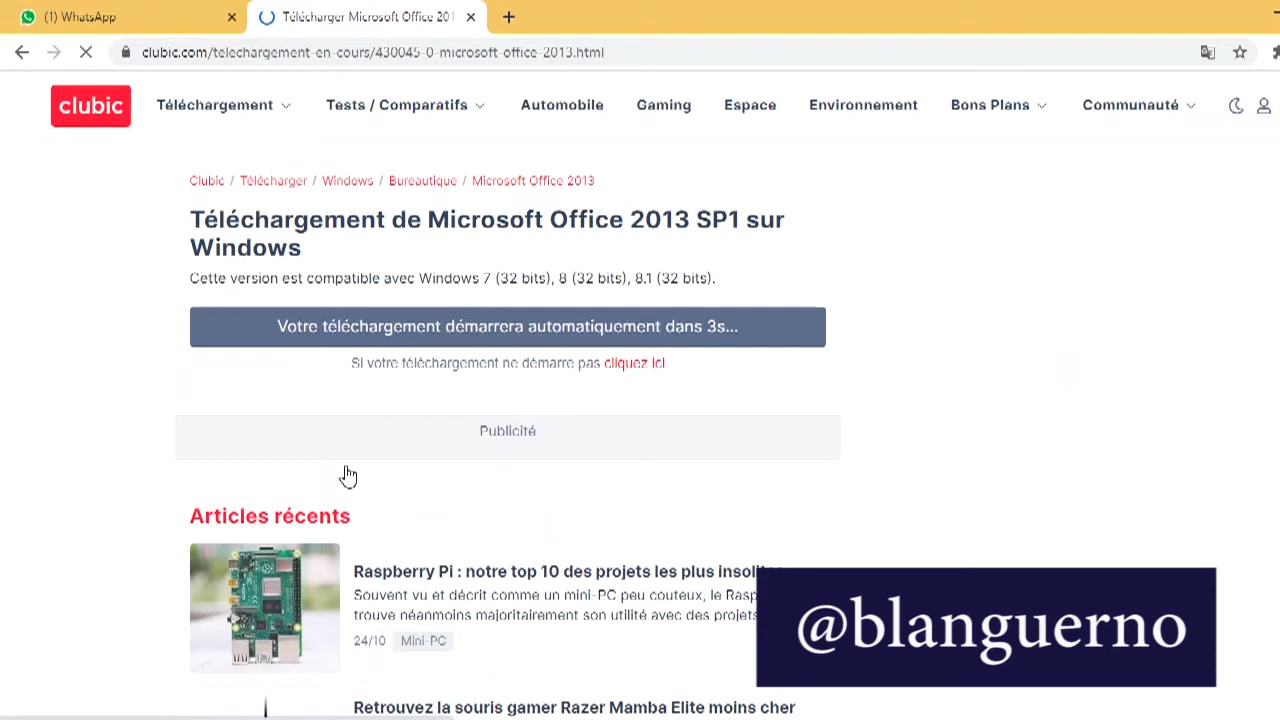 (1) WhatsApp
Télécharger Microsoft Office 201
clubic.com/telechargement-en-cours/430045-0-microsoft-office-2013.html
clubic
Téléchargement
Tests / Comparatifs
Automobile
Gaming
Espace
Environnement
Bons Plans
Communauté
Clubic / Télécharger / Windows / Bureautique / Microsoft Office 2013
Téléchargement de Microsoft Office 2013 SP1 sur
Windows
Cette version est compatible avec Windows 7 (32 bits), 8 (32 bits), 8.1 (32 bits).
Votre téléchargement démarrera automatiquement dans 3s...
Si votre téléchargement ne démarre pas cliquez ici
Publicité
Articles récents
Raspberry Pi : notre top 10 des projets les plus insolites
Souvent vu et décrit comme un mini-PC peu couteux, le Rasp
trouve néanmoins majoritairement son utilité avec des projets
24/10 Mini-PC
@blanguerno
Retrouvez la souris gamer Razer Mamba Elite moins cher